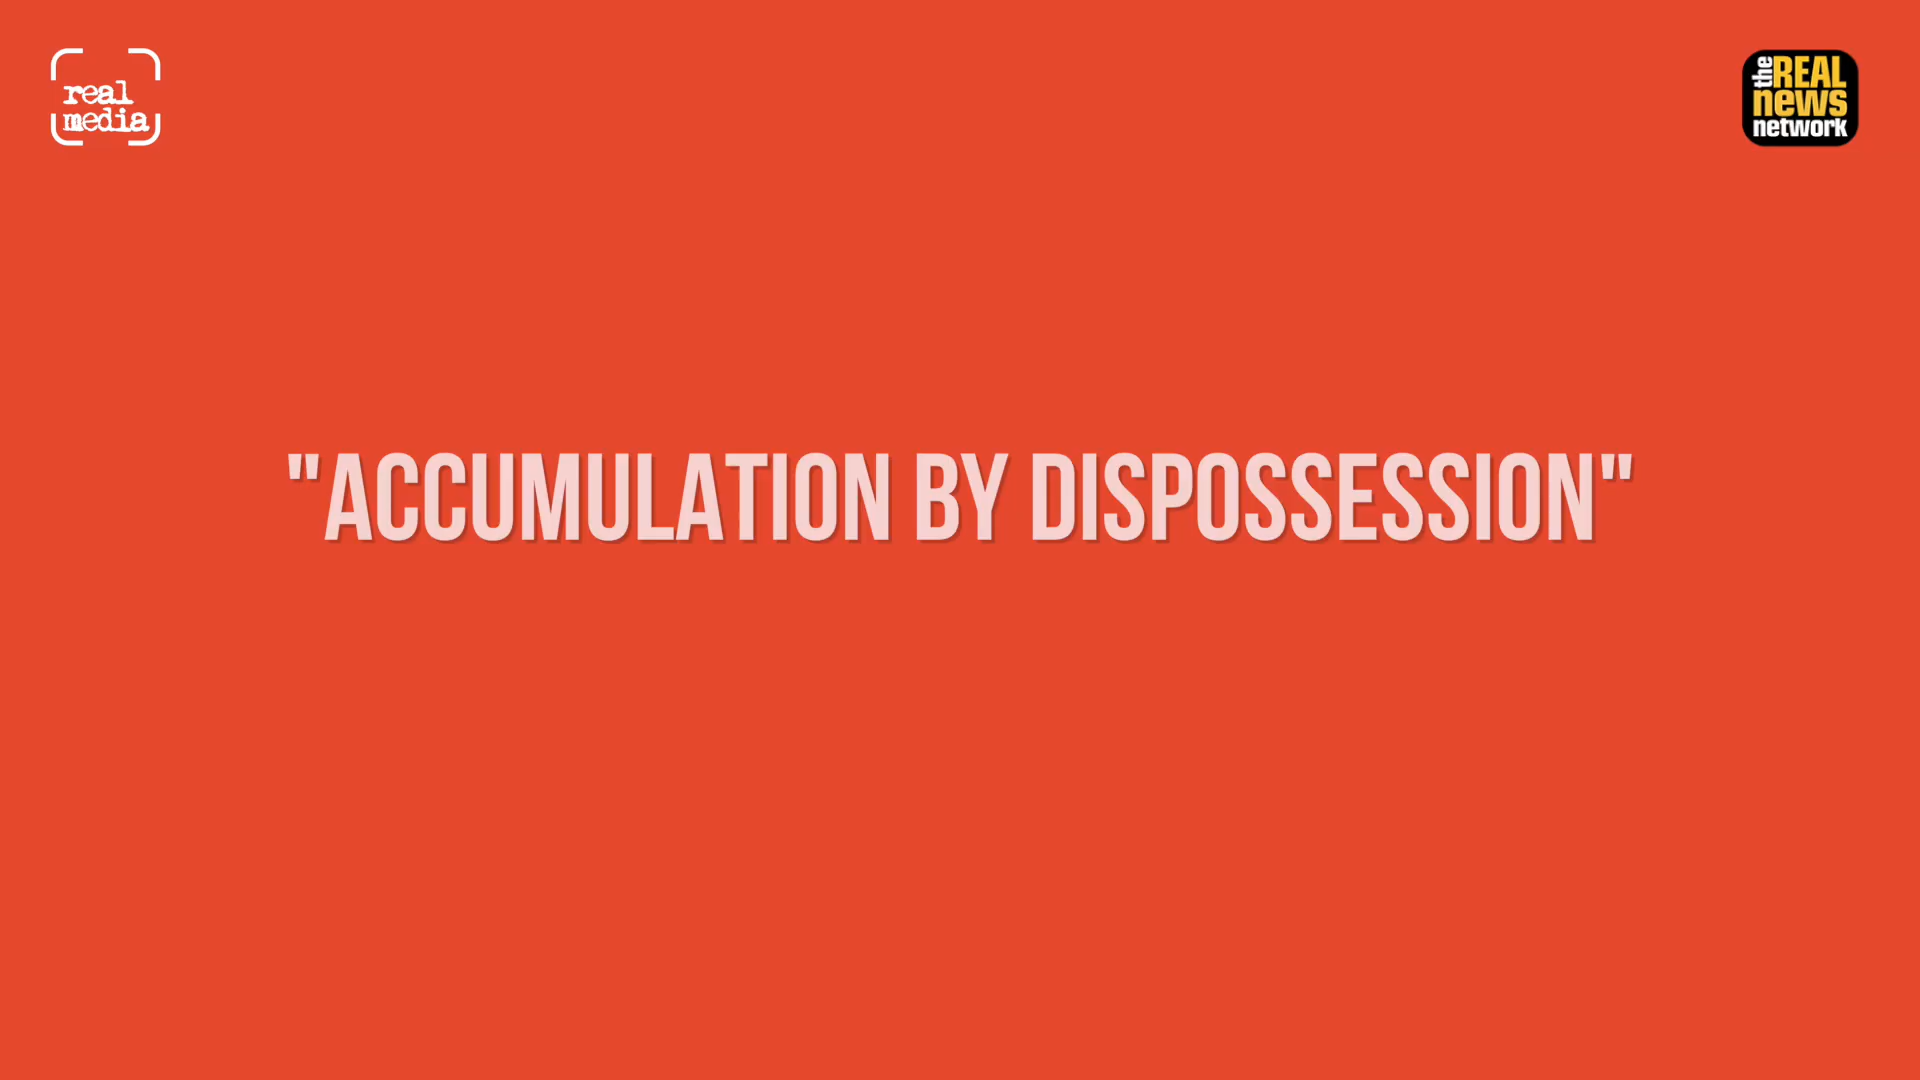 real
media
the REAL
news
network
"ACCUMULATION BY DISPOSSESSION"